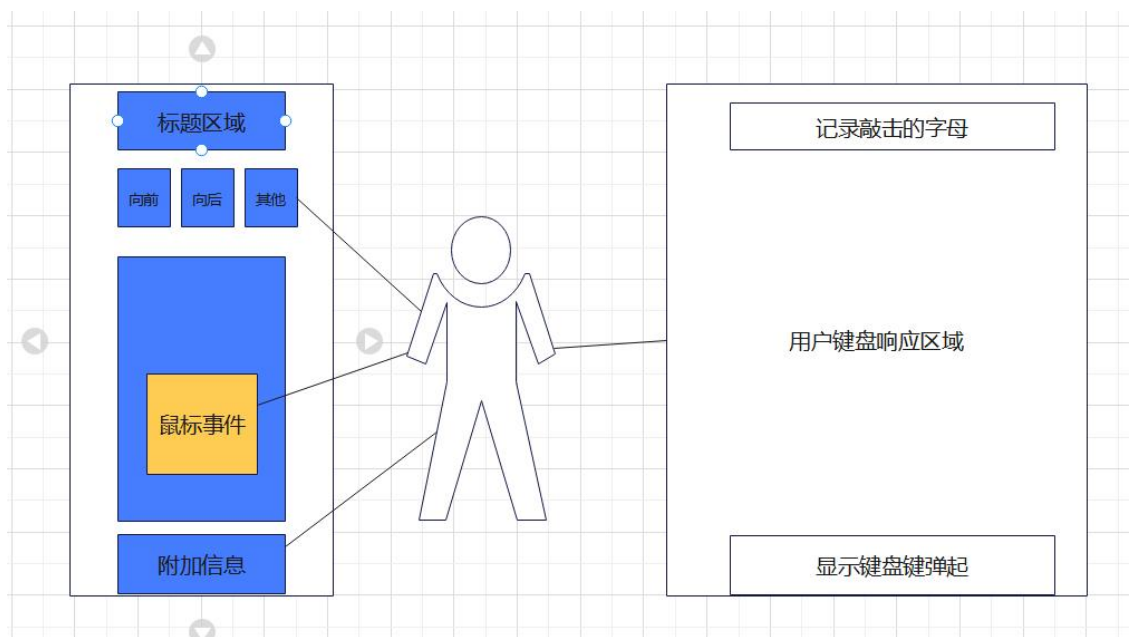 标题区域
向前
向后
其他
鼠标事件
附加信息
记录敲击的字母
用户键盘响应区域
显示键盘键弹起